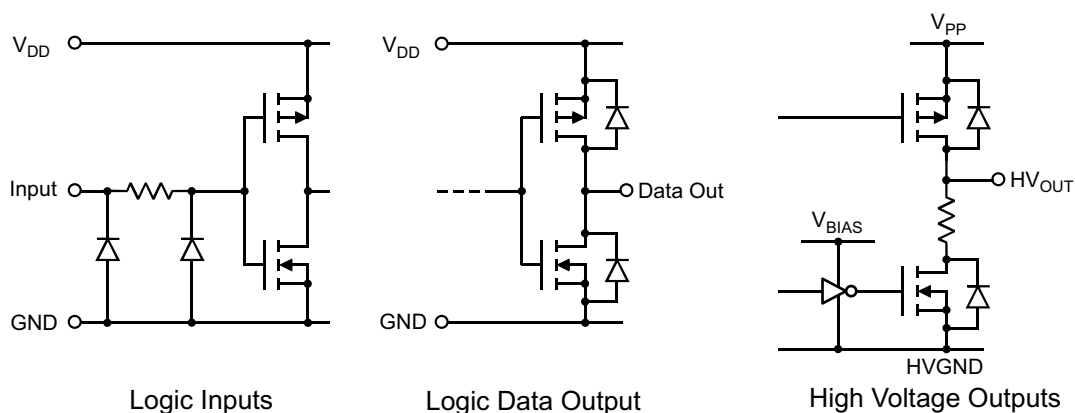 V_DD
Input
GND
Logic Inputs
V_DD
Data Out
GND
Logic Data Output
V_PP
HV_OUT
V_BIAS
HVGND
High Voltage Outputs